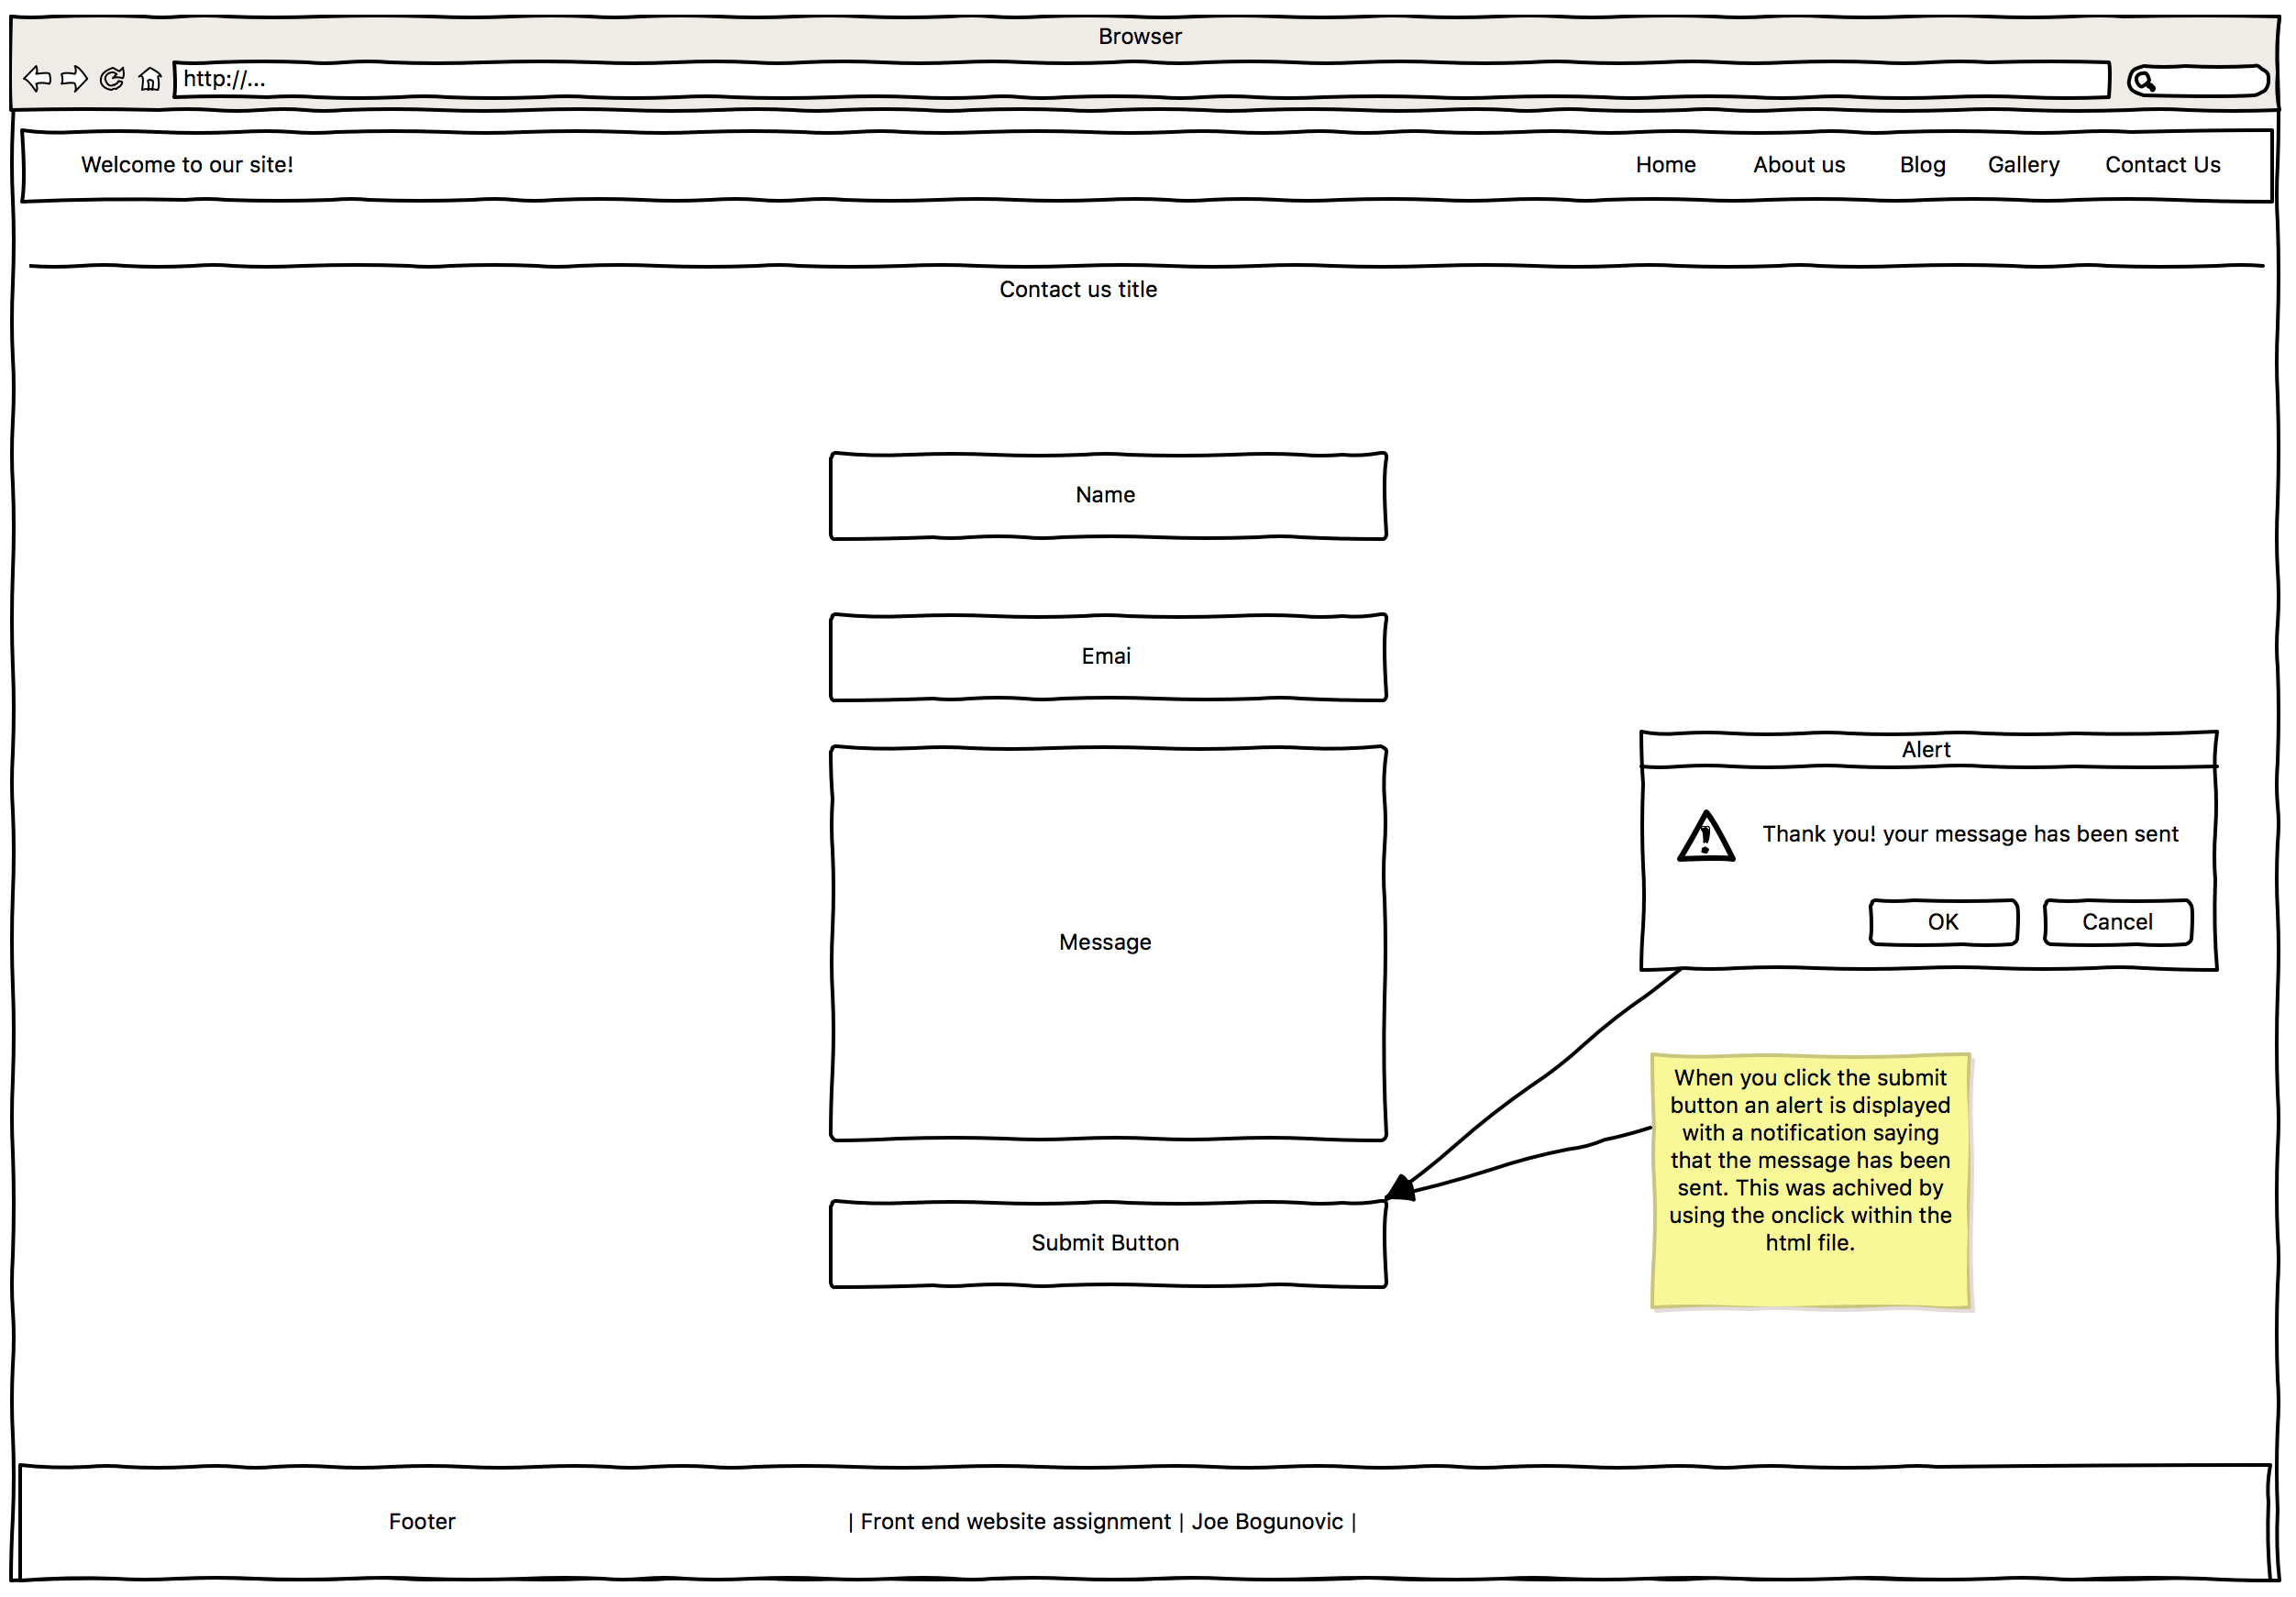 Browser
http://...
Welcome to our site!
Home About us Blog Gallery Contact Us
Contact us title
Name
Emai
Message
Submit Button
Alert
Thank you! your message has been sent
OK Cancel
When you click the submit
button an alert is displayed
with a notification saying
that the message has been
sent. This was achived by
using the onclick within the
html file.
Footer | Front end website assignment | Joe Bogunovic |